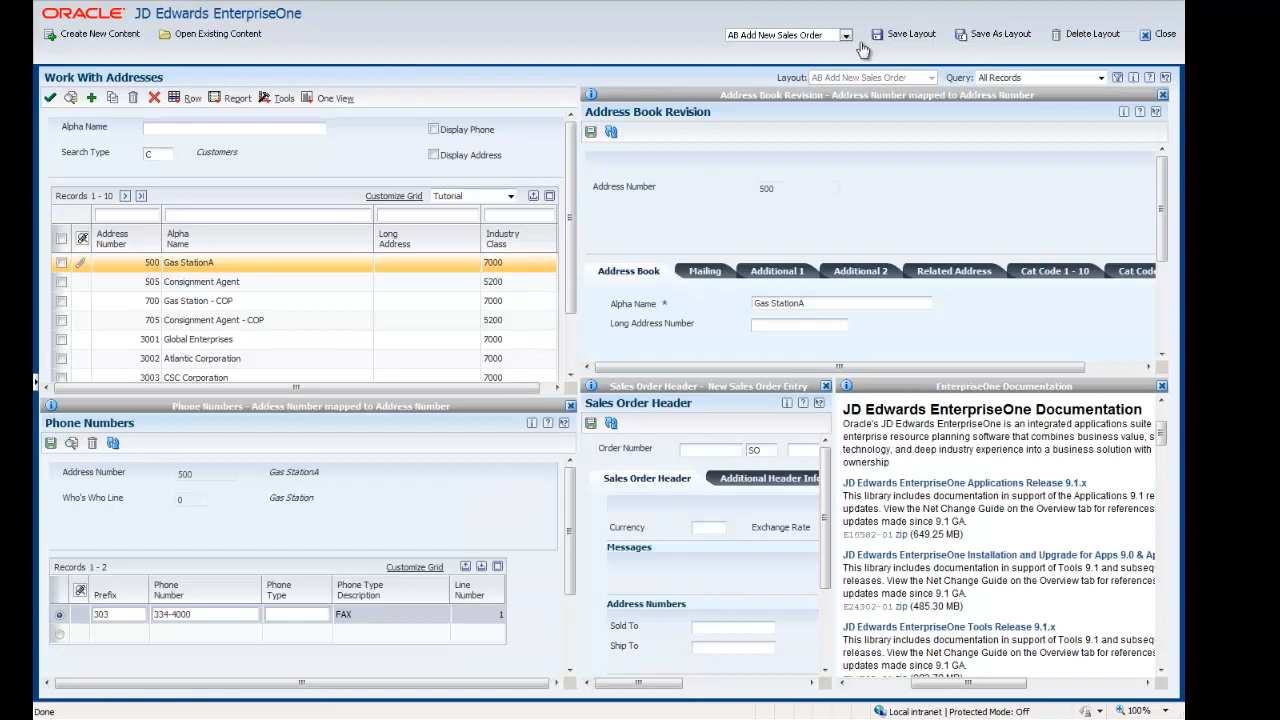 ORACLE® JD Edwards EnterpriseOne
Create New Content Open Existing Content AB Add New Sales Order Save Layout Save As Layout Delete Layout Close
Work With Addresses
Layout: AB Add New Sales Order Query: All Records
Row Report Tools One View
Alpha Name
Display Phone
Search Type C Customers
Display Address
Records 1 - 10 Customize Grid Tutorial
Address Number Alpha Name Long Address Industry Class
500 Gas StationA 7000
505 Consignment Agent 5200
700 Gas Station - COP 7000
705 Consignment Agent - COP 5200
3001 Global Enterprises 7000
3002 Atlantic Corporation 7000
3003 CSC Corporation 7000
Address Book Revision - Address Number mapped to Address Number
Address Book Revision
Address Number 500
Address Book Mailing Additional 1 Additional 2 Related Address Cat Code 1 - 10 Cat Code
Alpha Name * Gas StationA
Long Address Number
Phone Numbers - Addess Number mapped to Address Number
Phone Numbers
Address Number 500 Gas StationA
Who's Who Line 0 Gas Station
Records 1 - 2 Customize Grid
Prefix Phone Number Phone Type Phone Type Description Line Number
303 334-4000 FAX 1
Sales Order Header - New Sales Order Entry
Sales Order Header
Order Number SO
Sales Order Header Additional Header Info
Currency Exchange Rate
Messages
Address Numbers
Sold To
Ship To
EnterpriseOne Documentation
JD Edwards EnterpriseOne Documentation
Oracle's JD Edwards EnterpriseOne is an integrated applications suite
enterprise resource planning software that combines business value, s
technology, and deep industry experience into a business solution with
ownership
JD Edwards EnterpriseOne Applications Release 9.1.x
This library includes documentation in support of the Applications 9.1 re
updates. View the Net Change Guide on the Overview tab for references
updates made since 9.1 GA.
E16582-01 zip (649.25 MB)
JD Edwards EnterpriseOne Installation and Upgrade for Apps 9.0 & Ap
This library includes documentation in support of Tools 9.1 and subseq
releases. View the Net Change Guide on the Overview tab for references
E24902-01 zip (485.30 MB)
JD Edwards EnterpriseOne Tools Release 9.1.x
This library includes documentation in support of Tools 9.1 and subseq
releases. View the Net Change Guide on the Overview tab for references
updates made since 9.1 GA.
Done Local intranet | Protected Mode: Off 100%